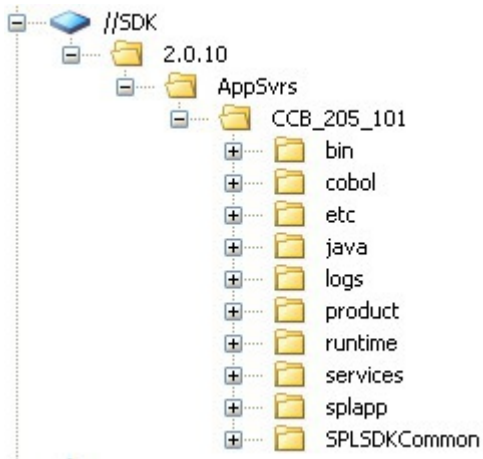 //SDK
2.0.10
AppSvrs
CCB_205_101
bin
cobol
etc
java
logs
product
runtime
services
splapp
SPLSDKCommon